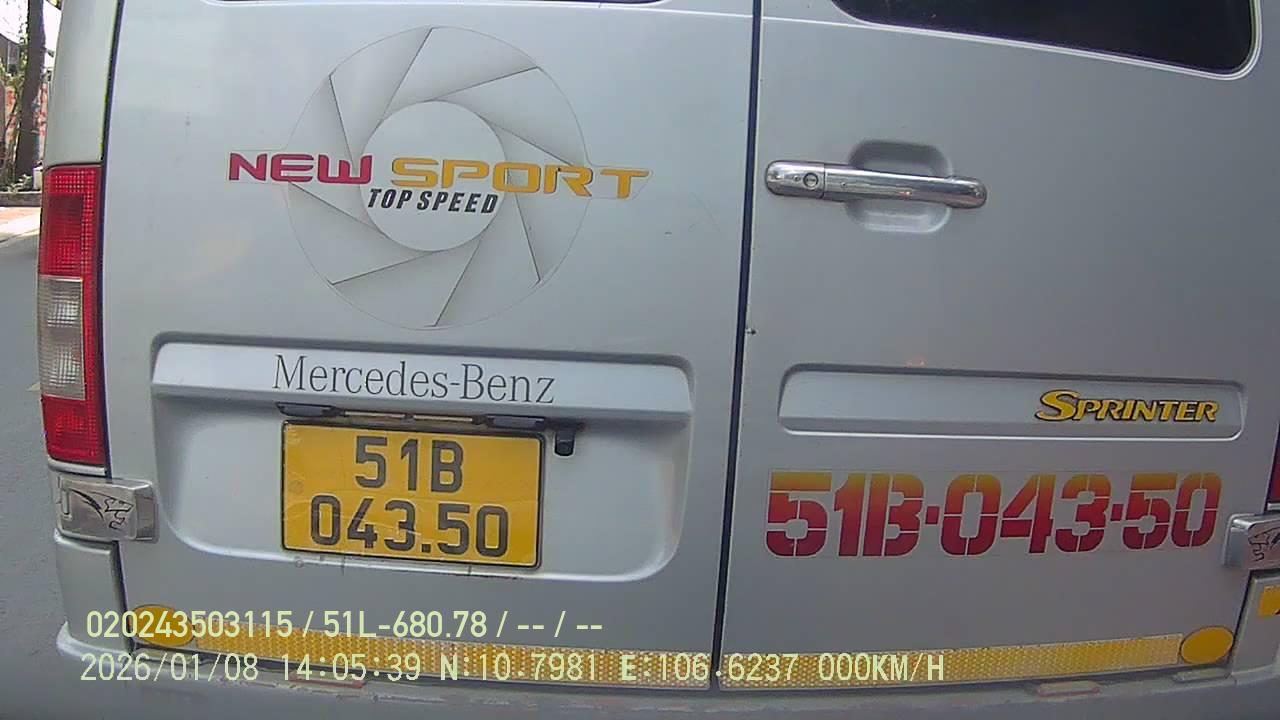 NEW SPORT
TOP SPEED
Mercedes-Benz
SPRINTER
51B
043.50
51B-043-50
020243503115 / 51L-680.78 / -- / --
2026/01/08 14:05:39 N:10.7981 E:106.6237 000KM/H